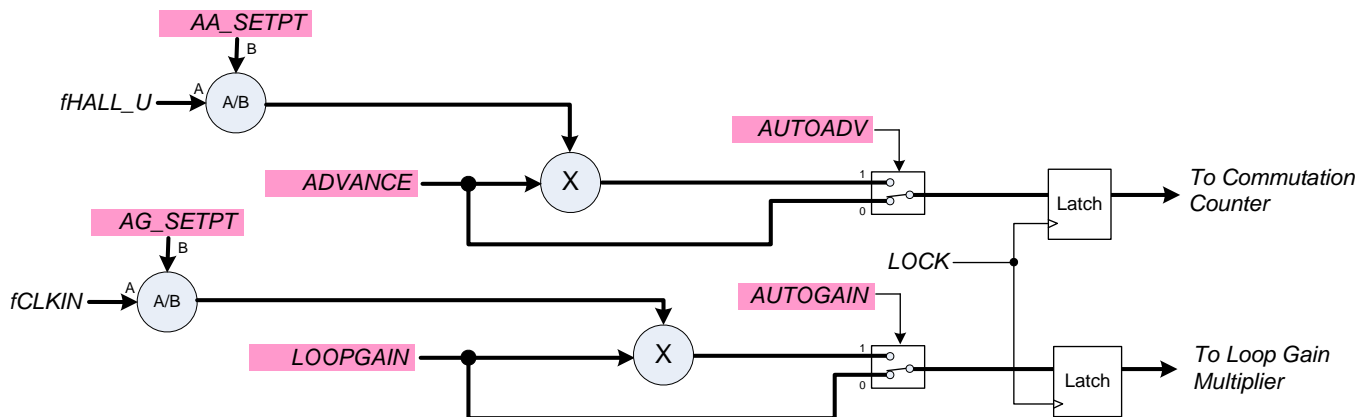 AA_SETPT
B
A
fHALL_U
A/B
AUTOADV
ADVANCE
X
1
0
Latch
To Commutation
Counter
AG_SETPT
B
A
fCLKIN
A/B
LOCK
AUTOGAIN
LOOPGAIN
X
1
0
Latch
To Loop Gain
Multiplier